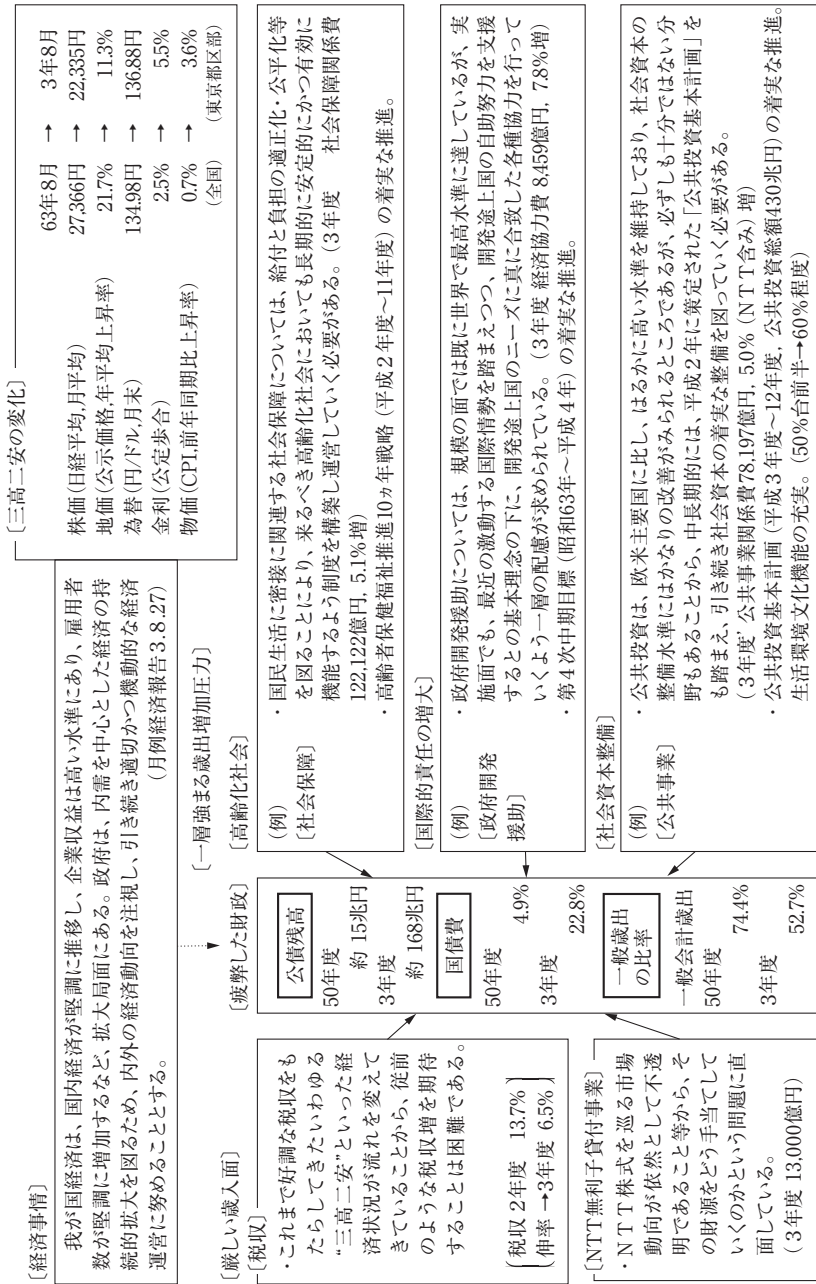 〔経済事情〕
我が国経済は、国内経済が堅調に推移し、企業収益は高い水準にあり、雇用者
数が堅調に増加するなど、拡大局面にある。政府は、内需を中心とした経済の持
続的拡大を図るため、内外の経済動向を注視し、引き続き適切かつ機動的な経済
運営に努めることとする。 (月例経済報告3.8.27)
〔三高二安の変化〕
63年8月 → 3年8月
株価(日経平均,月平均) 27,366円 → 22,335円
地価(公示価格,年平均上昇率) 21.7% → 11.3%
為替(円/ドル,月末) 134.98円 → 136.88円
金利(公定歩合) 2.5% → 5.5%
物価(CPI,前年同期比上昇率) 0.7% → 3.6%
(全国) (東京都区部)
〔厳しい歳入面〕
〔税収〕
・これまで好調な税収をも
たらしてきたいわゆる
“三高二安”といった経
済状況が流れを変えて
きていることから、従前
のような税収増を期待
することは困難である。
税収 2年度 13.7%
伸率 →3年度 6.5%
〔NTT無利子貸付事業〕
・NTT株式を巡る市場
動向が依然として不透
明であること等から、そ
の財源をどう手当てして
いくのかという問題に直
面している。
(3年度 13,000億円)
〔疲弊した財政〕
公債残高
50年度
約 15兆円
3年度
約 168兆円
国債費
50年度
4.9%
3年度
22.8%
一般歳出
の比率
一般会計歳出
50年度
74.4%
3年度
52.7%
〔一層強まる歳出増加圧力〕
〔高齢化社会〕
(例)
〔社会保障〕
・国民生活に密接に関連する社会保障については、給付と負担の適正化・公平化等
を図ることにより、来るべき高齢化社会においても長期的に安定的にかつ有効に
機能するよう制度を構築し運営していく必要がある。(3年度 社会保障関係費
122,122億円, 5.1%増)
・高齢者保健福祉推進10ヵ年戦略(平成2年度〜11年度)の着実な推進。
〔国際的責任の増大〕
(例)
〔政府開発
援助〕
・政府開発援助については、規模の面では既に世界で最高水準に達しているが、実
施面でも、最近の激動する国際情勢を踏まえつつ、開発途上国の自助努力を支援
するとの基本理念の下に、開発途上国のニーズに真に合致した各種協力を行って
いくよう一層の配慮が求められている。(3年度 経済協力費 8,459億円, 7.8%増)
・第4次中期目標(昭和63年〜平成4年)の着実な推進。
〔社会資本整備〕
(例)
〔公共事業〕
・公共投資は、欧米主要国に比し、はるかに高い水準を維持しており、社会資本の
整備水準にはかなりの改善がみられるところであるが、必ずしも十分ではない分
野もあることから、中長期的には、平成2年に策定された「公共投資基本計画」を
も踏まえ、引き続き社会資本の着実な整備を図っていく必要がある。
(3年度’公共事業関係費78,197億円, 5.0%(NTT含み)増)
・公共投資基本計画(平成3年度〜12年度, 公共投資総額430兆円)の着実な推進。
生活環境文化機能の充実。(50%台前半→60%程度)